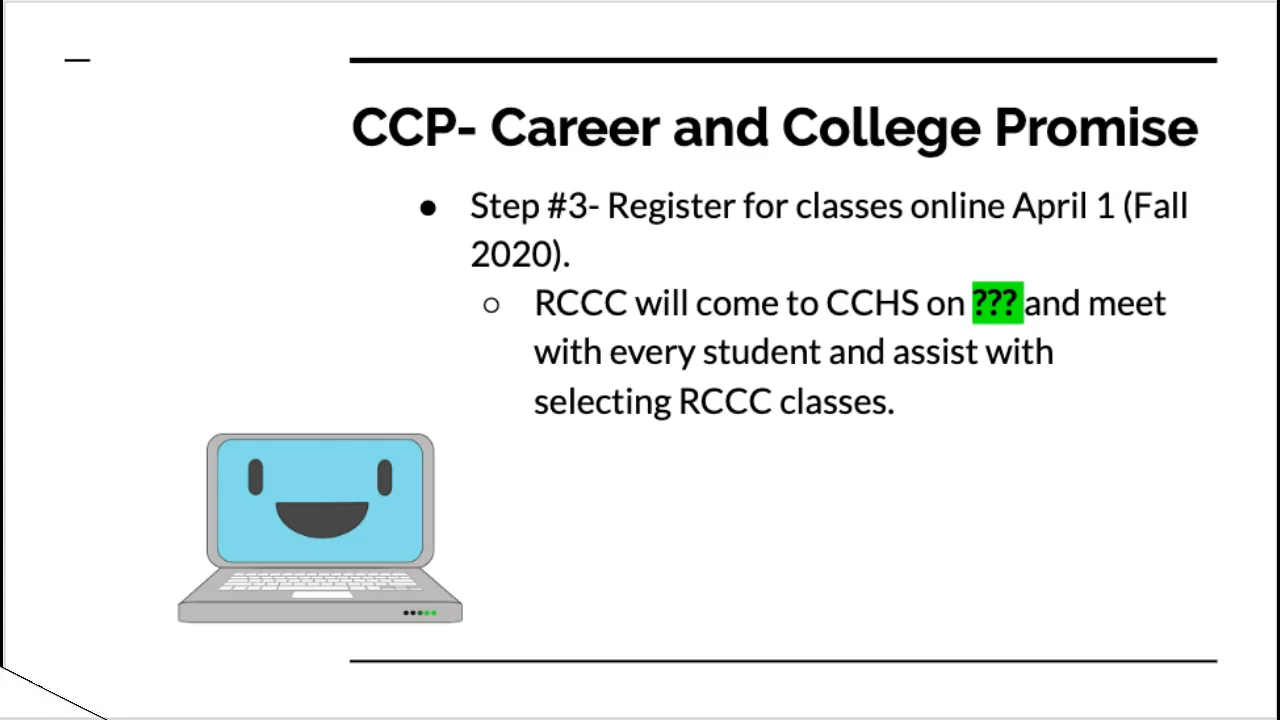 CCP- Career and College Promise
● Step #3- Register for classes online April 1 (Fall
2020).
○ RCCC will come to CCHS on ??? and meet
with every student and assist with
selecting RCCC classes.